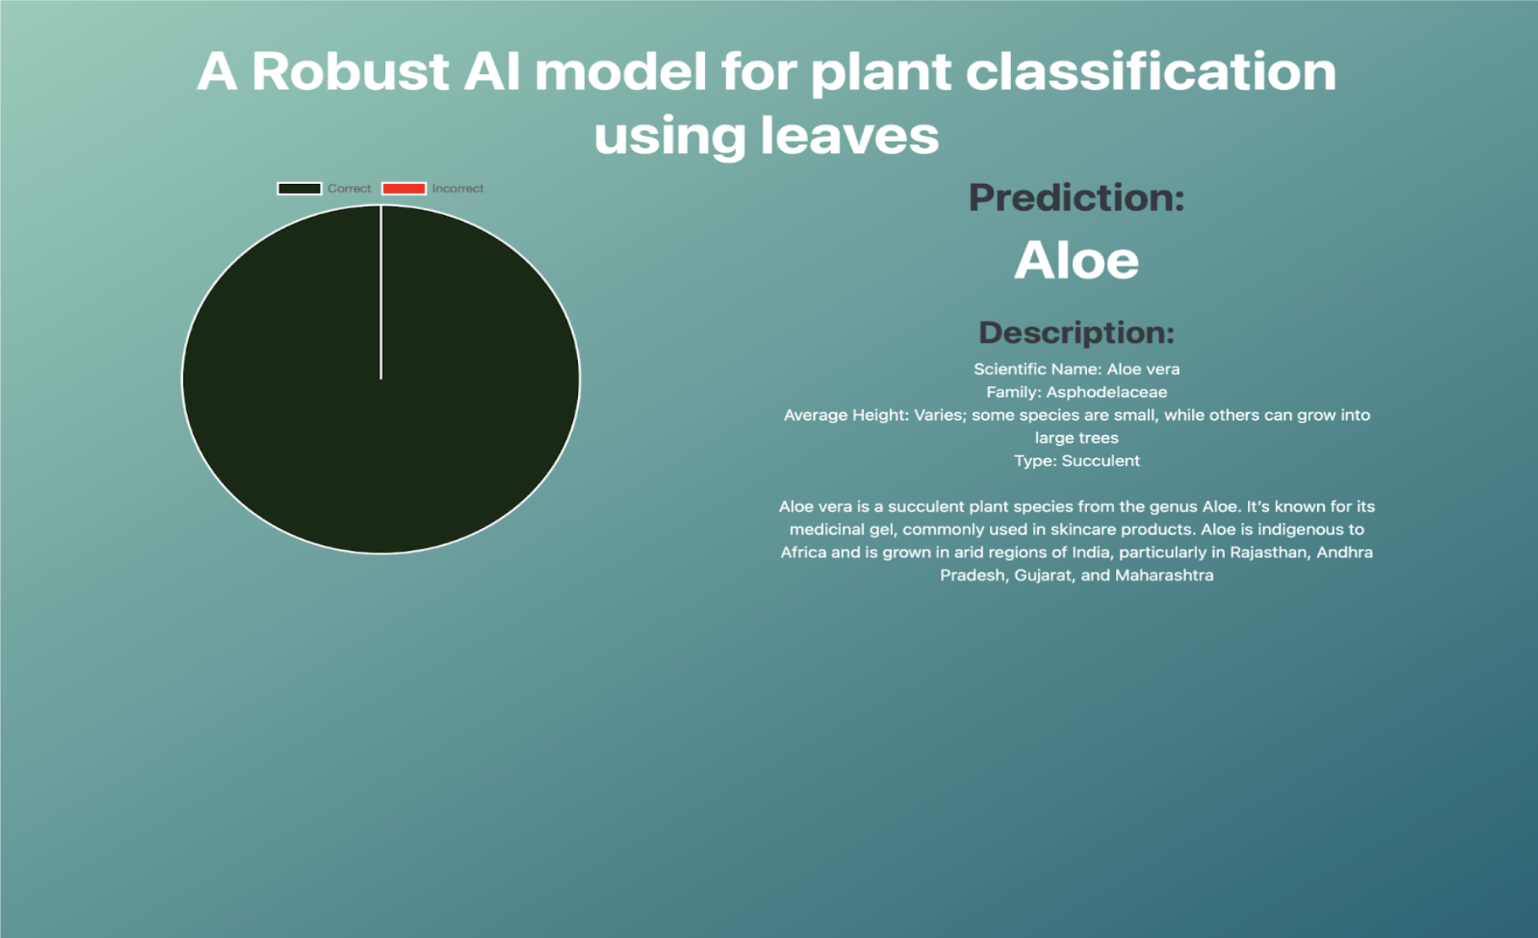 A Robust AI model for plant classification
using leaves
Correct Incorrect
Prediction:
Aloe
Description:
Scientific Name: Aloe vera
Family: Asphodelaceae
Average Height: Varies; some species are small, while others can grow into
large trees
Type: Succulent
Aloe vera is a succulent plant species from the genus Aloe. It's known for its
medicinal gel, commonly used in skincare products. Aloe is indigenous to
Africa and is grown in arid regions of India, particularly in Rajasthan, Andhra
Pradesh, Gujarat, and Maharashtra